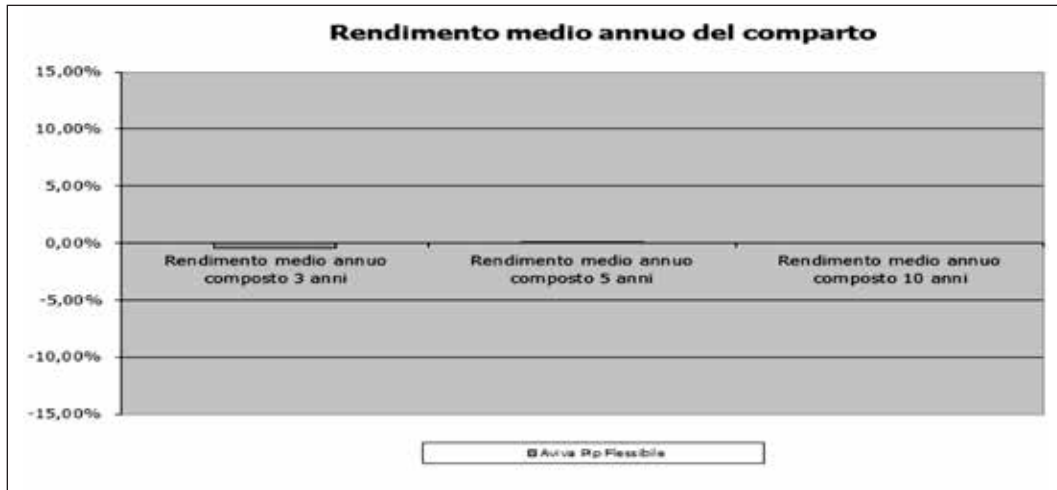 Rendimento medio annuo del comparto
15,00%
10,00%
5,00%
0,00%
Rendimento medio annuo
composto 3 anni
Rendimento medio annuo
composto 5 anni
Rendimento medio annuo
composto 10 anni
-5,00%
-10,00%
-15,00%
Aviva Pip Flessibile